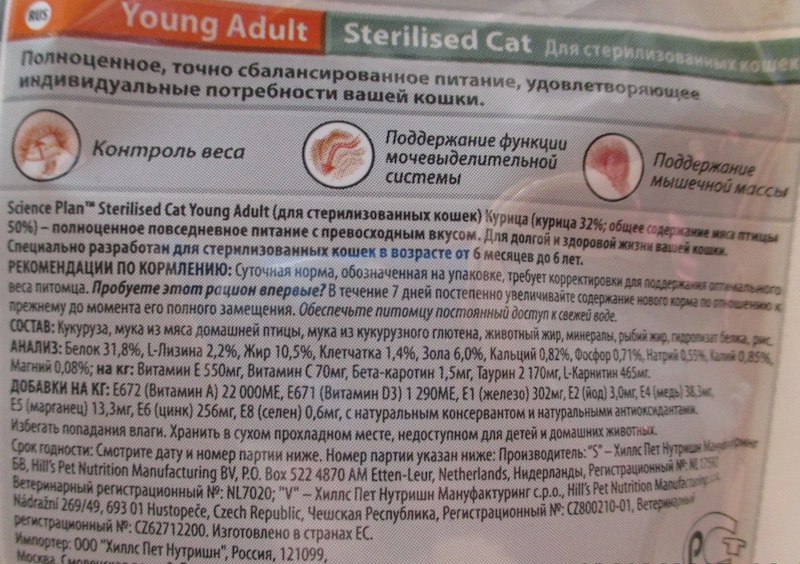 RUS
Young Adult Sterilised Cat Для стерилизованных кошек
Полноценное, точно сбалансированное питание, удовлетворяющее
индивидуальные потребности вашей кошки.
Контроль веса
Поддержание функции
мочевыделительной
системы
Поддержание
мышечной массы
Science Plan™ Sterilised Cat Young Adult (для стерилизованных кошек) Курица (курица 32%; общее содержание мяса птицы
50%) – полноценное повседневное питание с превосходным вкусом. Для долгой и здоровой жизни вашей кошки.
Специально разработан для стерилизованных кошек в возрасте от 6 месяцев до 6 лет.
РЕКОМЕНДАЦИИ ПО КОРМЛЕНИЮ: Суточная норма, обозначенная на упаковке, требует корректировки для поддержания оптимального
веса питомца. Пробуете этот рацион впервые? В течение 7 дней постепенно увеличивайте содержание нового корма по отношению к
прежнему до момента его полного замещения. Обеспечьте питомцу постоянный доступ к свежей воде.
СОСТАВ: Кукуруза, мука из мяса домашней птицы, мука из кукурузного глютена, животный жир, минералы, рыбий жир, гидролизат белка, рис.
АНАЛИЗ: Белок 31,8%, L-Лизина 2,2%, Жир 10,5%, Клетчатка 1,4%, Зола 6,0%, Кальций 0,82%, Фосфор 0,71%, Натрий 0,55%, Калий 0,85%,
Магний 0,08%; на кг: Витамин Е 550мг, Витамин С 70мг, Бета-каротин 1,5мг, Таурин 2 170мг, L-Карнитин 465мг.
ДОБАВКИ НА КГ: Е672 (Витамин А) 22 000МЕ, Е671 (Витамин D3) 1 290МЕ, Е1 (железо) 302мг, Е2 (йод) 3,0мг, Е4 (медь) 38,3мг,
Е5 (марганец) 13,3мг, Е6 (цинк) 256мг, Е8 (селен) 0,6мг, с натуральным консервантом и натуральными антиоксидантами.
Избегать попадания влаги. Хранить в сухом прохладном месте, недоступном для детей и домашних животных.
Срок годности: Смотрите дату и номер партии ниже. Номер партии указан ниже: Производитель: "S" – Хиллс Пет Нутришн Мануфактуринг
БВ, Hill's Pet Nutrition Manufacturing BV, P.O. Box 522 4870 AM Etten-Leur, Netherlands, Нидерланды, Регистрационный №:
Ветеринарный регистрационный №: NL7020; "V" – Хиллс Пет Нутришн Мануфактуринг с.р.о., Hill's Pet Nutrition Manufacturing s.r.o.,
Nádražní 269/49, 693 01 Hustopeče, Czech Republic, Чешская Республика, Регистрационный №: CZ800210-01, Ветеринарный
регистрационный №: CZ62712200. Изготовлено в странах ЕС.
Импортер: ООО "Хиллс Пет Нутришн", Россия, 121099,
Москва,